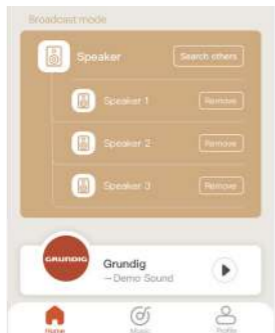 Broadcast mode
Speaker
Search others
Speaker 1
Remove
Speaker 2
Remove
Speaker 3
Remove
GRUNDIG
Grundig
– Demo Sound
Home
Music
Profile